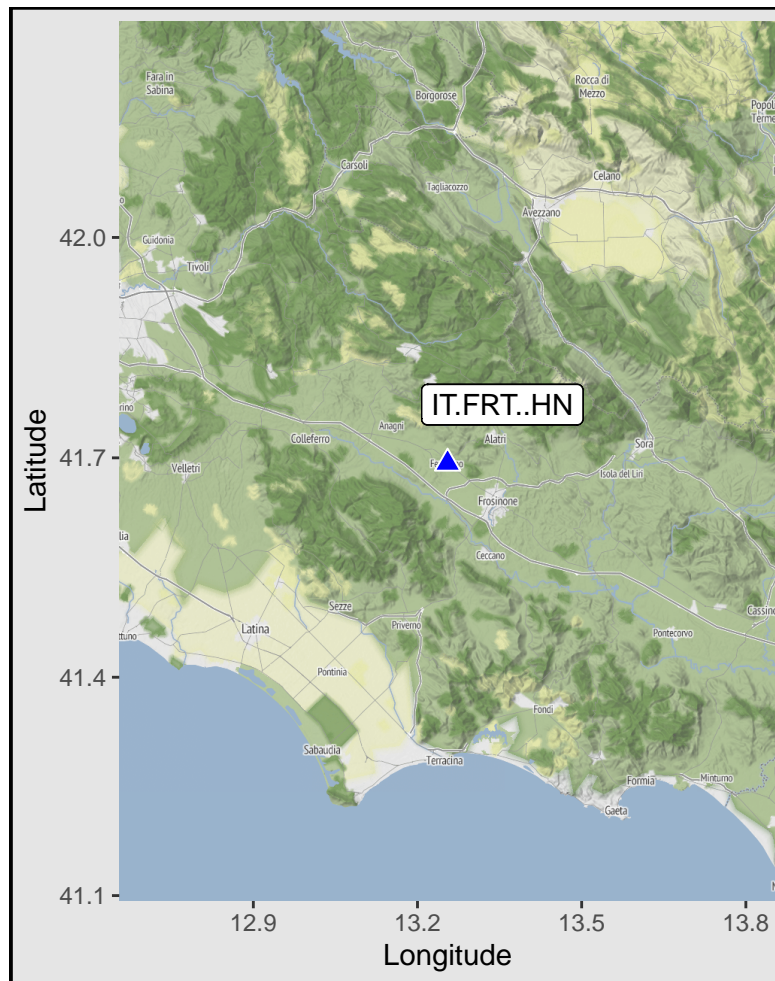 Fara in
Sabina
Borgorose
Rocca di
Mezzo
Carsoli
Tagliacozzo
Celano
Avezzano
42.0
Guidonia
Tivoli
IT.FRT..HN
Anagni
Colleferro
Alatri
Sora
41.7
Latitude
Velletri
Isola del Liri
Frosinone
Ceccano
Sezze
Latina
Priverno
Pontecorvo
Pontinia
41.4
Fondi
Sabaudia
Terracina
Formia
Minturno
Gaeta
41.1
12.9
13.2
13.5
13.8
Longitude